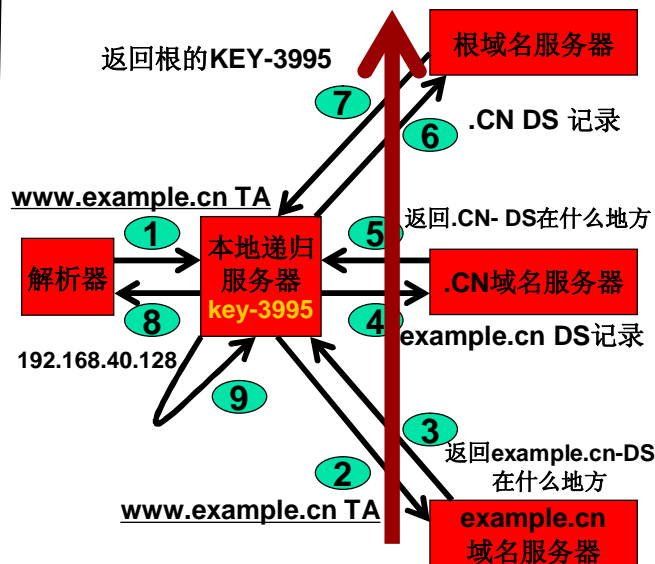 返回根的KEY-3995
根域名服务器
7
6
.CN DS 记录
www.example.cn TA
1
5
返回.CN- DS在什么地方
解析器
本地递归
服务器
key-3995
.CN域名服务器
8
4
example.cn DS记录
192.168.40.128
9
3
返回example.cn-DS
在什么地方
2
www.example.cn TA
example.cn
域名服务器